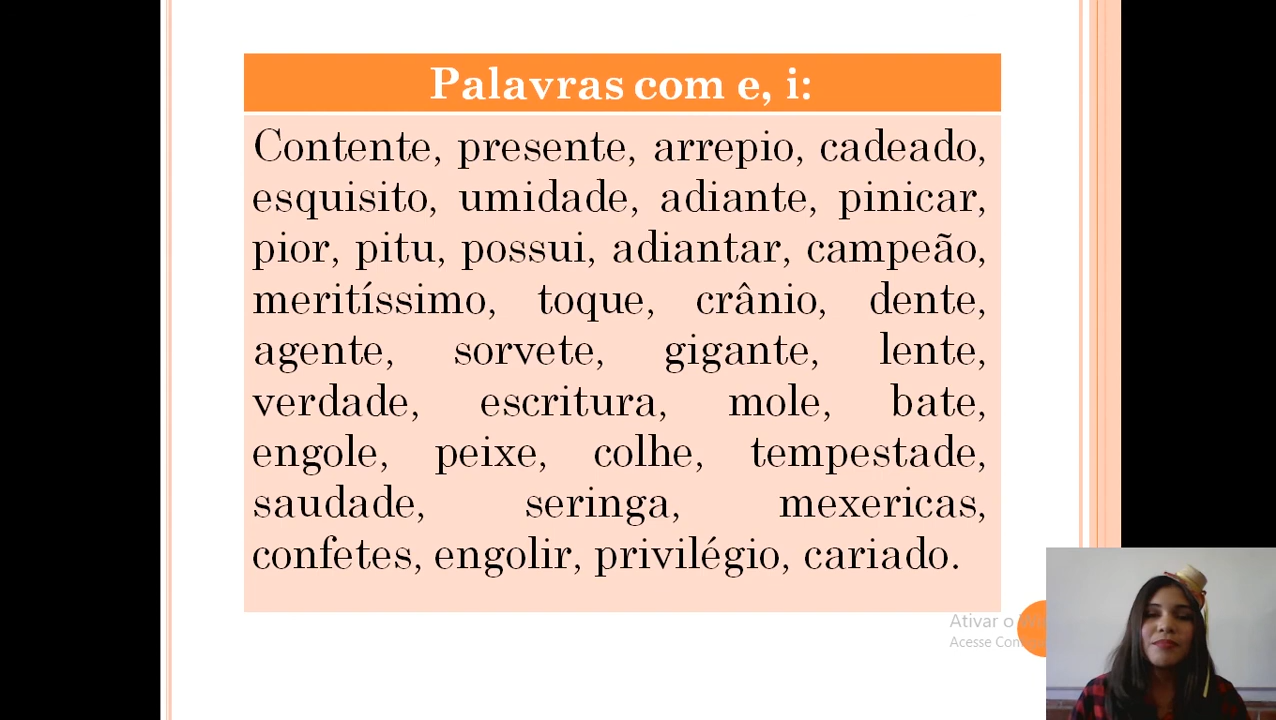 Palavras com e, i:
Contente, presente, arrepio, cadeado,
esquisito, umidade, adiante, pinicar,
pior, pitu, possui, adiantar, campeão,
meritíssimo, toque, crânio, dente,
agente, sorvete, gigante, lente,
verdade, escritura, mole, bate,
engole, peixe, colhe, tempestade,
saudade, seringa, mexericas,
confetes, engolir, privilégio, cariado.
Ativar o
Acesse